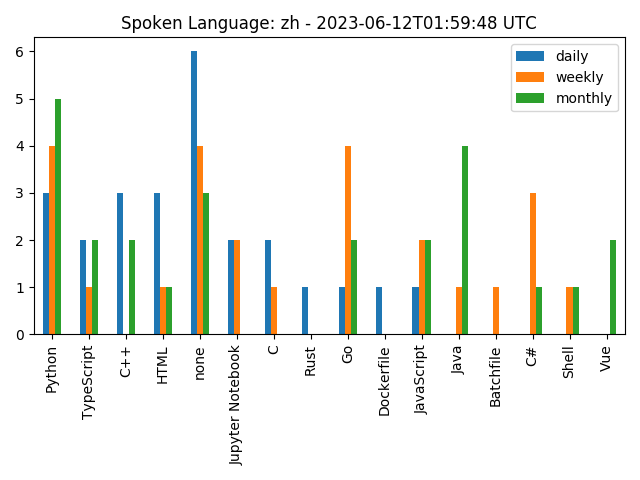 Spoken Language: zh - 2023-06-12T01:59:48 UTC
daily
weekly
monthly
6
5
4
3
2
1
0
Python
TypeScript
C++
HTML
none
Jupyter Notebook
C
Rust
Go
Dockerfile
JavaScript
Java
Batchfile
C#
Shell
Vue